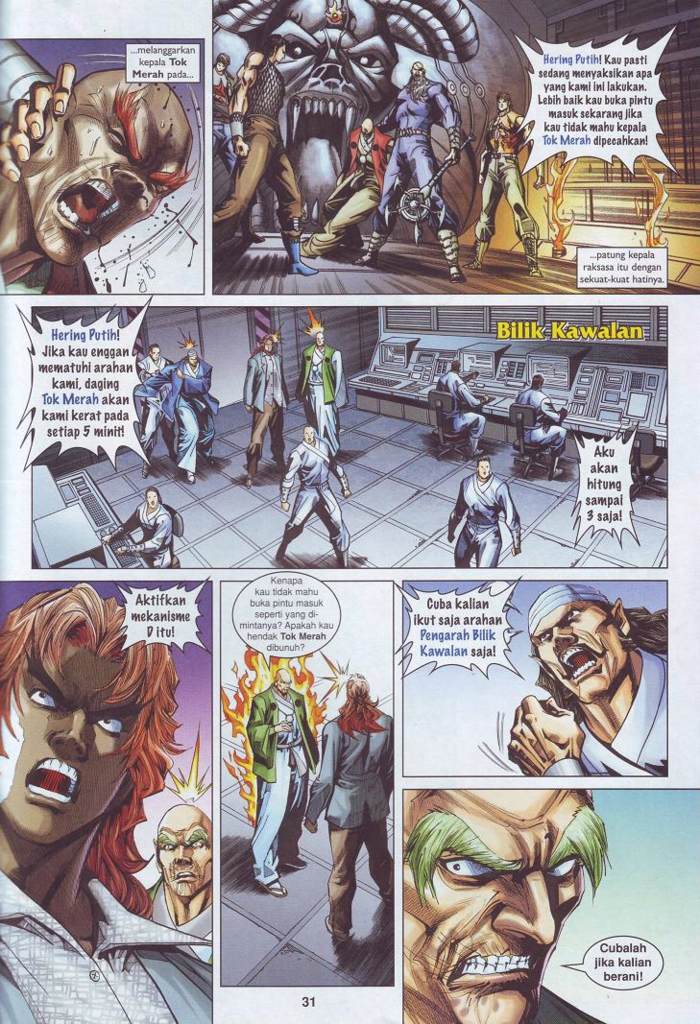 ...melanggarkan
kepala Tok
Merah pada...
Hering Putih! Kau pasti
sedang menyaksikan apa
yang kami ini lakukan.
Lebih baik kau buka pintu
masuk sekarang jika
kau tidak mahu kepala
Tok Merah dipecahkan!
...patung kepala
raksasa itu dengan
sekuat-kuat hatinya.
Hering Putih!
Jika kau enggan
mematuhi arahan
kami, daging
Tok Merah akan
kami kerat pada
setiap 5 minit!
Bilik Kawalan
Aku
akan
hitung
sampai
3 saja!
Aktifkan
mekanisme
D itu!
Kenapa
kau tidak mahu
buka pintu masuk
seperti yang di-
mintanya? Apakah kau
hendak Tok Merah
dibunuh?
Cuba kalian
ikut saja arahan
Pengarah Bilik
Kawalan saja!
Cubalah
jika kalian
berani!
31